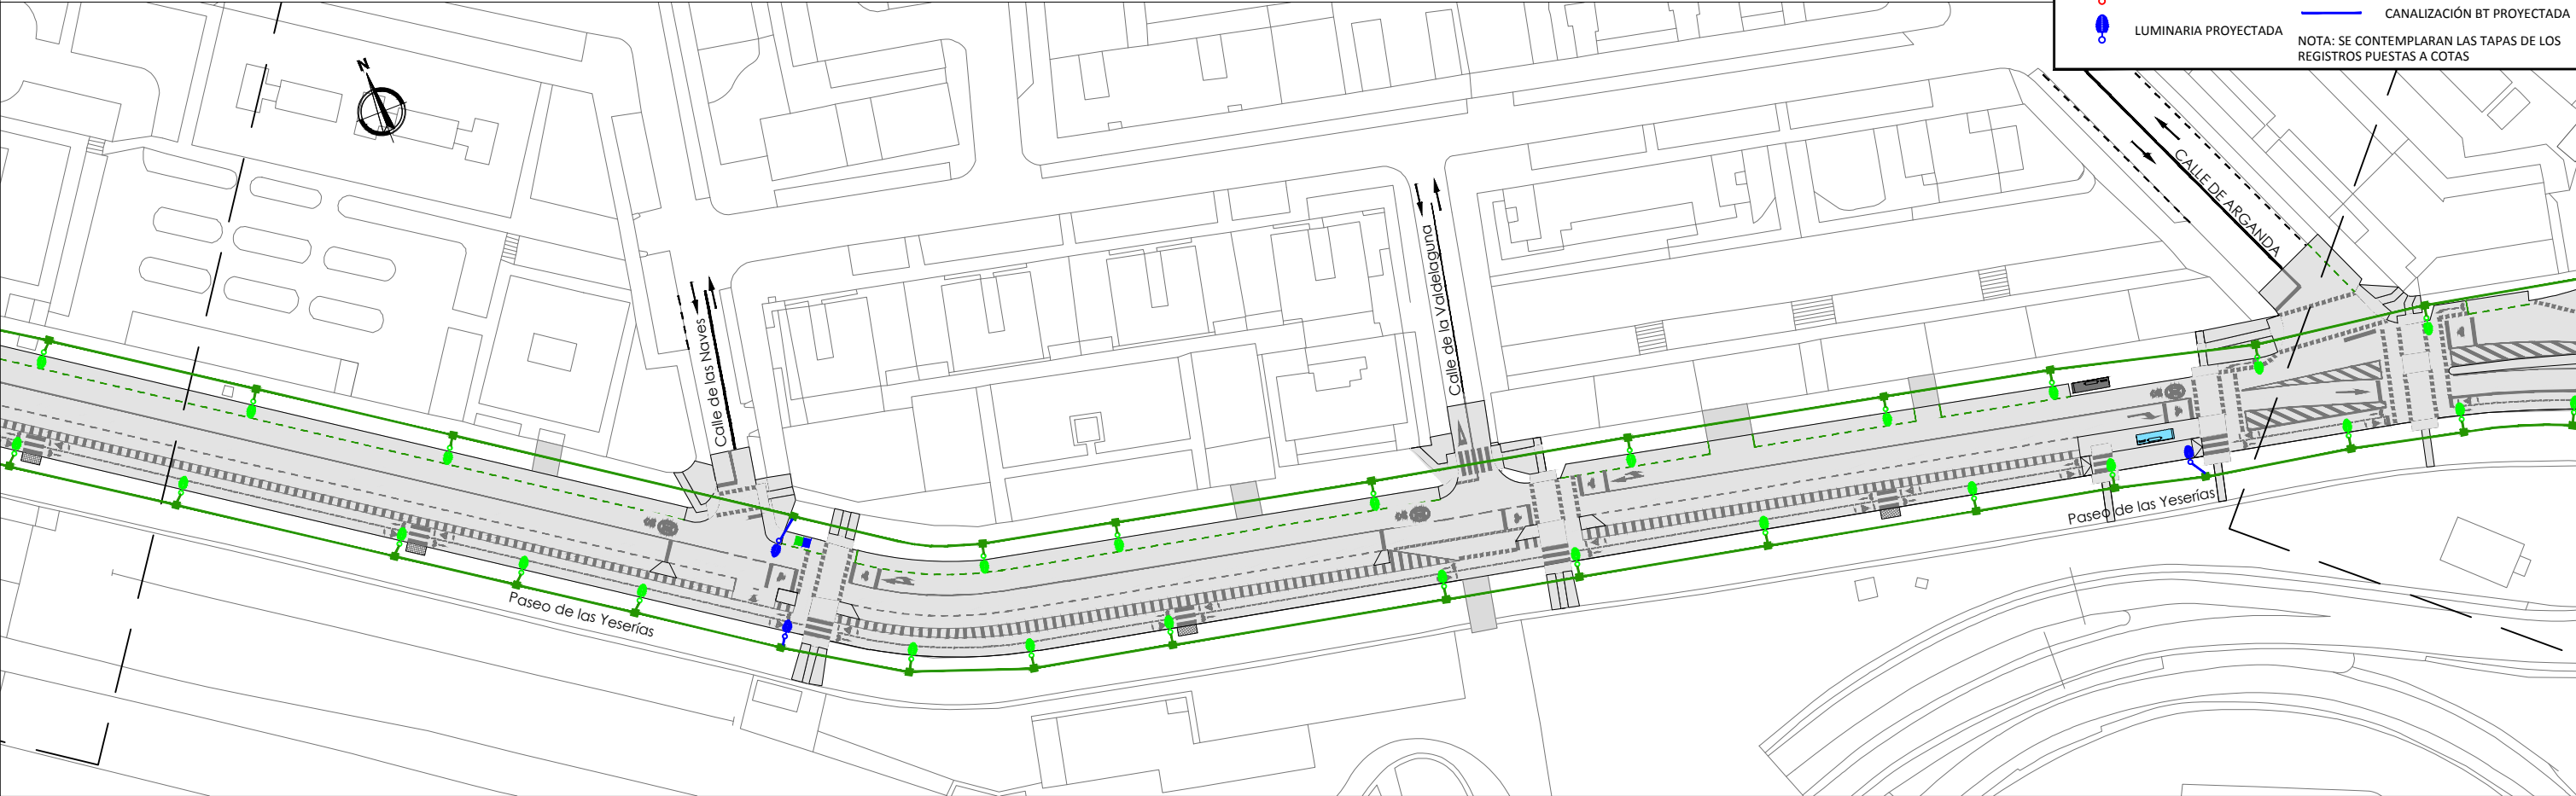 CANALIZACIÓN BT PROYECTADA
LUMINARIA PROYECTADA
NOTA: SE CONTEMPLARAN LAS TAPAS DE LOS
REGISTROS PUESTAS A COTAS
N
CALLE DE ARGANDA
Calle de la Valdelaguna
Calle de las Naves
Paseo de las Yeserías
Paseo de las Yeserías